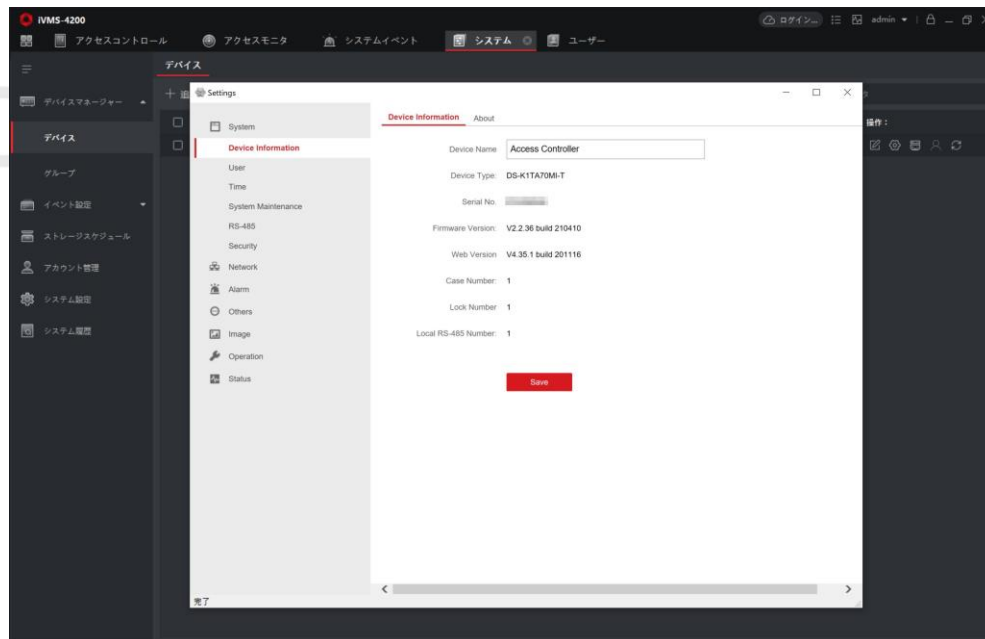 iVMS-4200
ログイン...
admin
アクセスコントロール
アクセスモニタ
システムイベント
システム
ユーザー
デバイス
デバイスマネージャー
デバイス
グループ
イベント設定
ストレージスケジュール
アカウント管理
システム設定
システム履歴
操作：
Settings
System
Device Information
User
Time
System Maintenance
RS-485
Security
Network
Alarm
Others
Image
Operation
Status
Device Information About
Device Name Access Controller
Device Type: DS-K1TA70MI-T
Serial No.
Firmware Version: V2.2.36 build 210410
Web Version V4.35.1 build 201116
Case Number: 1
Lock Number 1
Local RS-485 Number: 1
Save
完了